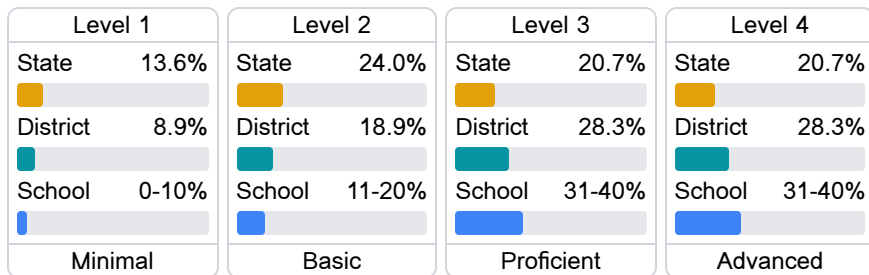 Level 1
State 13.6%
District 8.9%
School 0-10%
Minimal
Level 2
State 24.0%
District 18.9%
School 11-20%
Basic
Level 3
State 20.7%
District 28.3%
School 31-40%
Proficient
Level 4
State 20.7%
District 28.3%
School 31-40%
Advanced